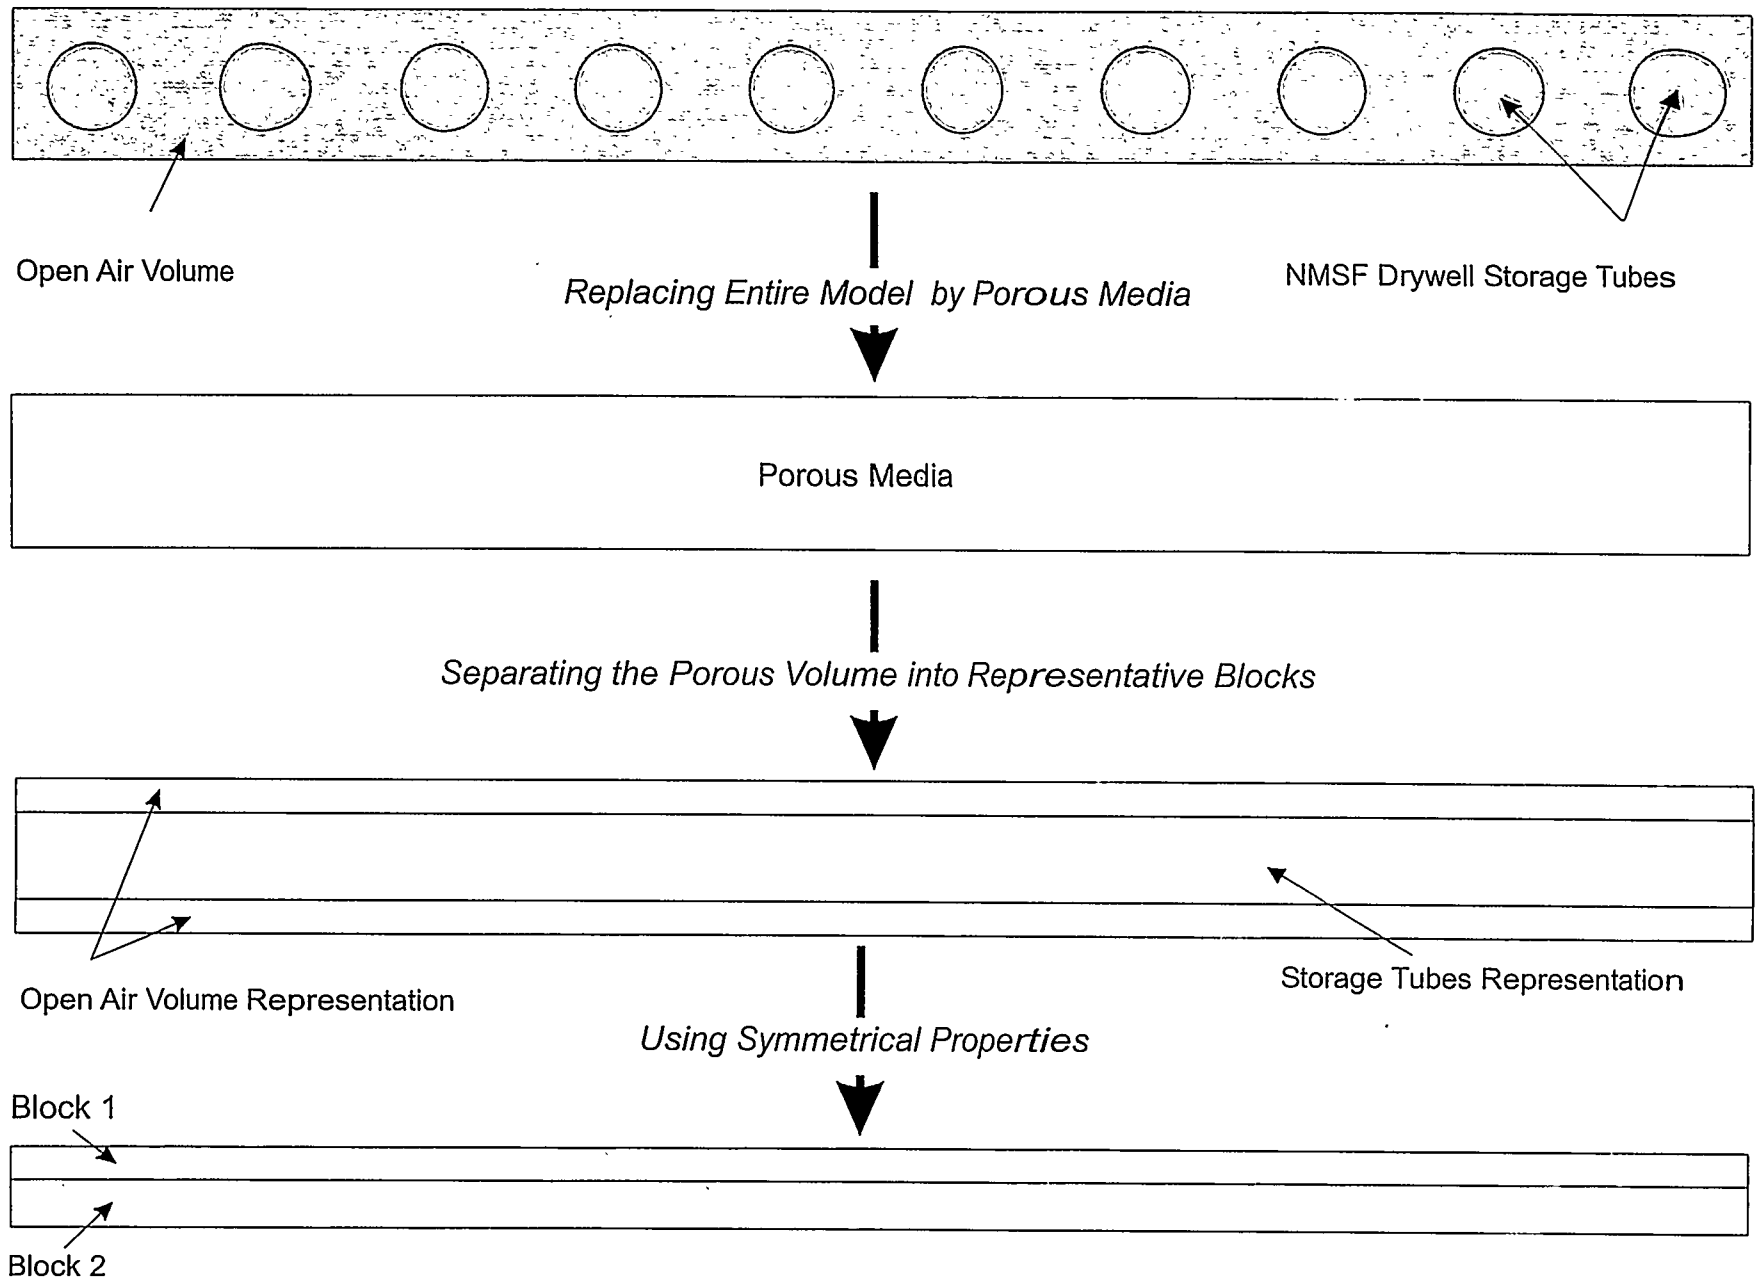 Open Air Volume
NMSF Drywell Storage Tubes
Replacing Entire Model by Porous Media
Porous Media
Separating the Porous Volume into Representative Blocks
Open Air Volume Representation
Storage Tubes Representation
Using Symmetrical Properties
Block 1
Block 2